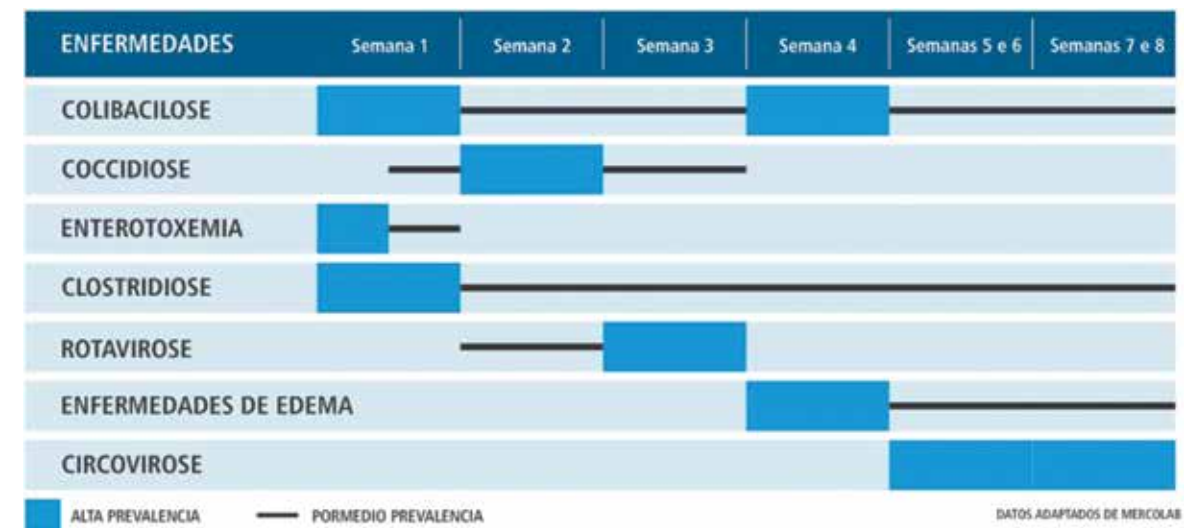 ENFERMEDADES Semana 1 Semana 2 Semana 3 Semana 4 Semanas 5 e 6 Semanas 7 e 8
COLIBACILOSE
COCCIDIOSE
ENTEROTOXEMIA
CLOSTRIDIOSE
ROTAVIROSE
ENFERMEDADES DE EDEMA
CIRCOVIROSE
ALTA PREVALENCIA PORMEDIO PREVALENCIA DATOS ADAPTADOS DE MERCOLAB